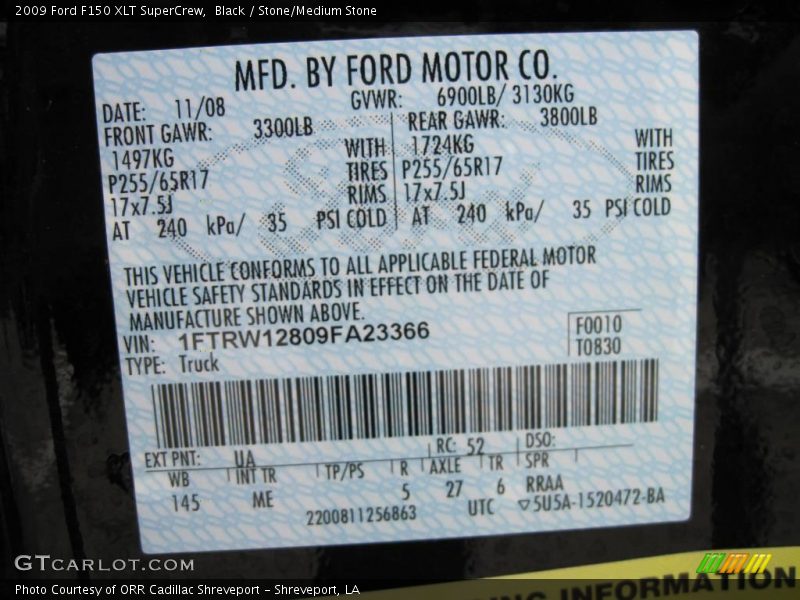 2009 Ford F150 XLT SuperCrew, Black / Stone/Medium Stone
MFD. BY FORD MOTOR CO.
DATE: 11/08 GVWR: 6900LB/ 3130KG
FRONT GAWR: 3300LB REAR GAWR: 3800LB
1497KG WITH 1724KG WITH
P255/65R17 TIRES P255/65R17 TIRES
17x7.5J RIMS 17x7.5J RIMS
AT 240 kPa/ 35 PSI COLD AT 240 kPa/ 35 PSI COLD
THIS VEHICLE CONFORMS TO ALL APPLICABLE FEDERAL MOTOR
VEHICLE SAFETY STANDARDS IN EFFECT ON THE DATE OF
MANUFACTURE SHOWN ABOVE.
VIN: 1FTRW12809FA23366 F0010
TYPE: Truck T0830
EXT PNT: UA RC: 52 DSO:
WB INT TR TP/PS R AXLE TR SPR
145 ME 5 27 6 RRAA
2200811256863 UTC ▽5U5A-1520472-BA
GTCARLOT.COM
ING INFORMATION
Photo Courtesy of ORR Cadillac Shreveport - Shreveport, LA